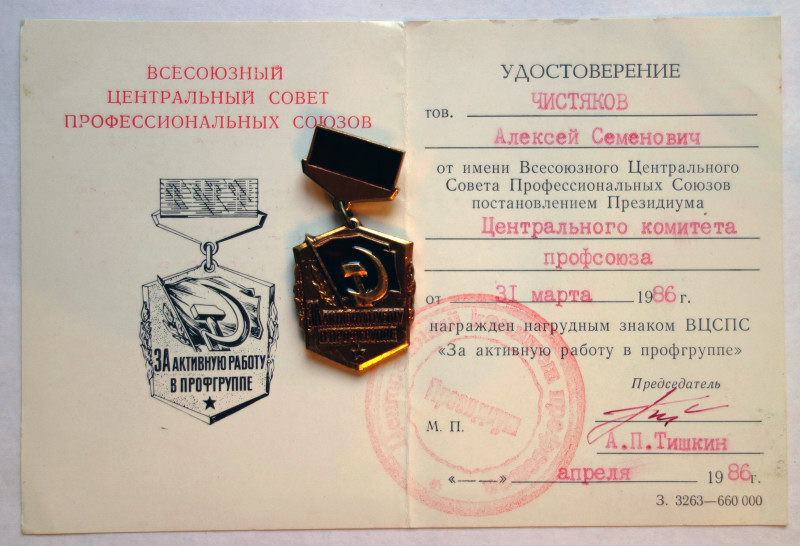 ВСЕСОЮЗНЫЙ
ЦЕНТРАЛЬНЫЙ СОВЕТ
ПРОФЕССИОНАЛЬНЫХ СОЮЗОВ
ЗА АКТИВНУЮ РАБОТУ
В ПРОФГРУППЕ
УДОСТОВЕРЕНИЕ
тов. ЧИСТЯКОВ
Алексей Семенович
от имени Всесоюзного Центрального
Совета Профессиональных Союзов
постановлением Президиума
Центрального комитета
профсоюза
от 31 марта 1986 г.
награжден нагрудным знаком ВЦСПС
«За активную работу в профгруппе»
Председатель
М. П.
А.П.Тишкин
«——» апреля 1986г.
З. 3263—660 000
Президиум